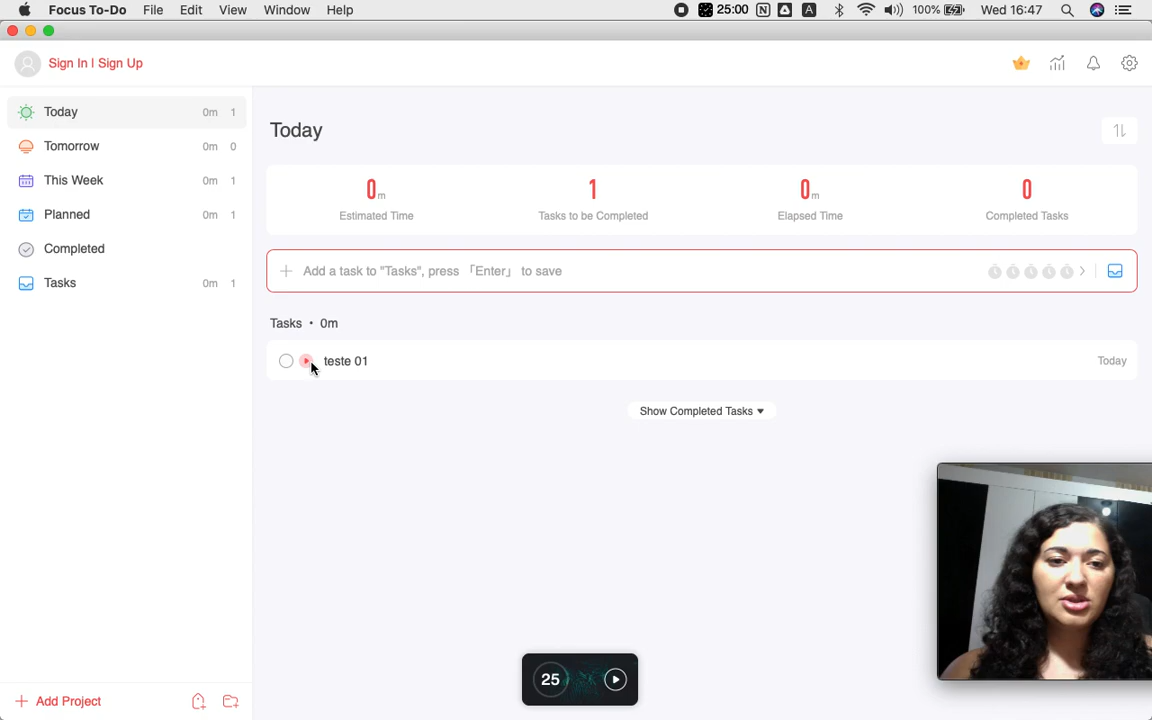 Focus To-Do File Edit View Window Help 25:00 A 100% Wed 16:47
Sign In | Sign Up
Today 0m 1
Tomorrow 0m 0
This Week 0m 1
Planned 0m 1
Completed
Tasks 0m 1
Add Project
Today
0m 1 0m 0
Estimated Time Tasks to be Completed Elapsed Time Completed Tasks
Add a task to "Tasks", press 「Enter」 to save
Tasks • 0m
teste 01 Today
Show Completed Tasks
25